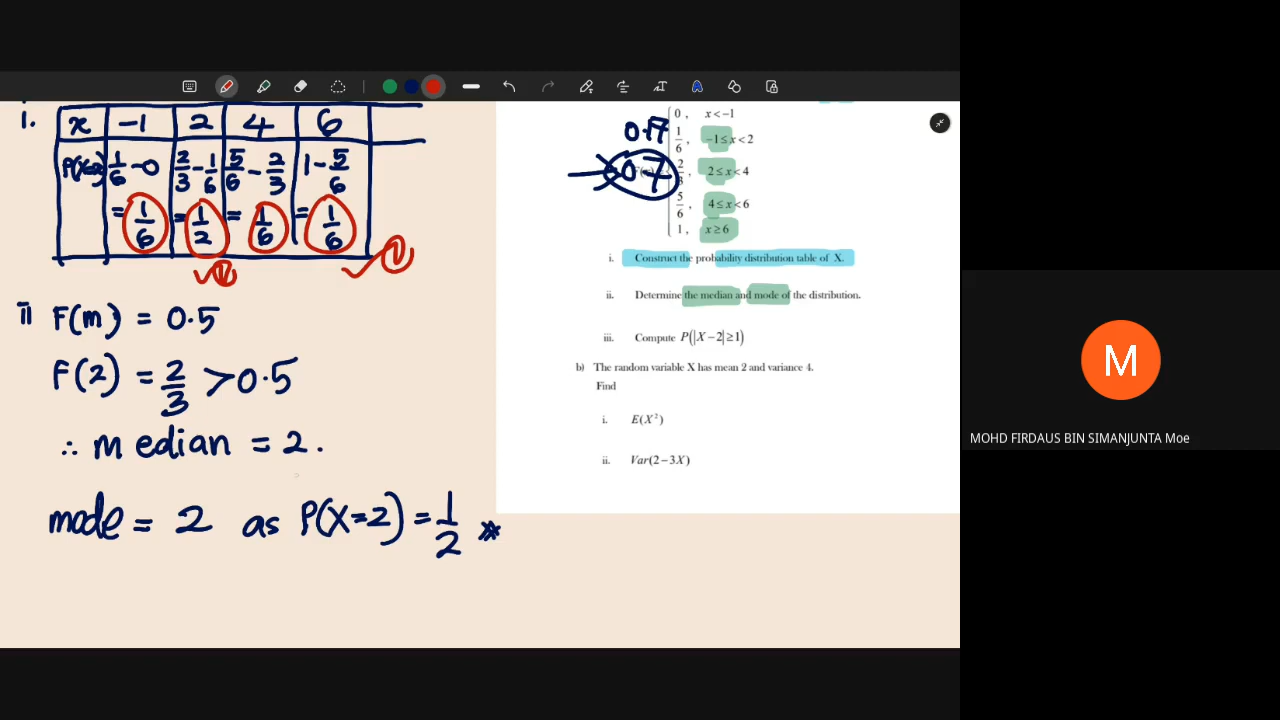 i.
x -1 2 4 6
P(X=x) 1/6 - 0 2/3 - 1/6 5/6 - 2/3 1 - 5/6
= 1/6 = 1/2 = 1/6 = 1/6
✓① ✓①
ii F(m) = 0.5
F(2) = 2/3 > 0.5
∴ median = 2.
mode = 2 as P(X=2) = 1/2 *
0.17
0.7
0 , x < -1
1/6 , -1 ≤ x < 2
2/3 , 2 ≤ x < 4
5/6 , 4 ≤ x < 6
1 , x ≥ 6
i. Construct the probability distribution table of X.
ii. Determine the median and mode of the distribution.
iii. Compute P(|X-2| ≥ 1)
b) The random variable X has mean 2 and variance 4.
Find
i. E(X²)
ii. Var(2-3X)
M
MOHD FIRDAUS BIN SIMANJUNTA Moe